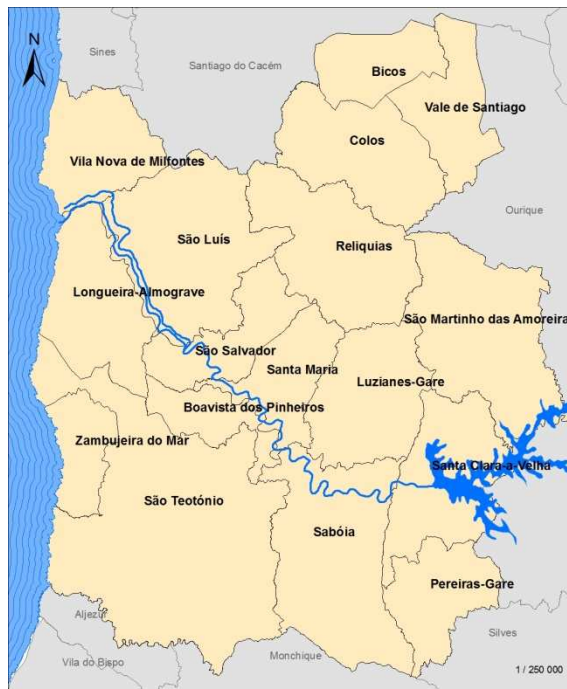 N
Sines
Santiago do Cacém
Bicos
Vale de Santiago
Colos
Vila Nova de Milfontes
Ourique
São Luís
Reliquias
Longueira-Almograve
São Martinho das Amoreira
São Salvador
Santa Maria
Luzianes-Gare
Boavista dos Pinheiros
Zambujeira do Mar
Santa Clara-a-Velha
São Teotónio
Sabóia
Pereiras-Gare
Aljezur
Silves
Monchique
Vila do Bispo
1 / 250 000